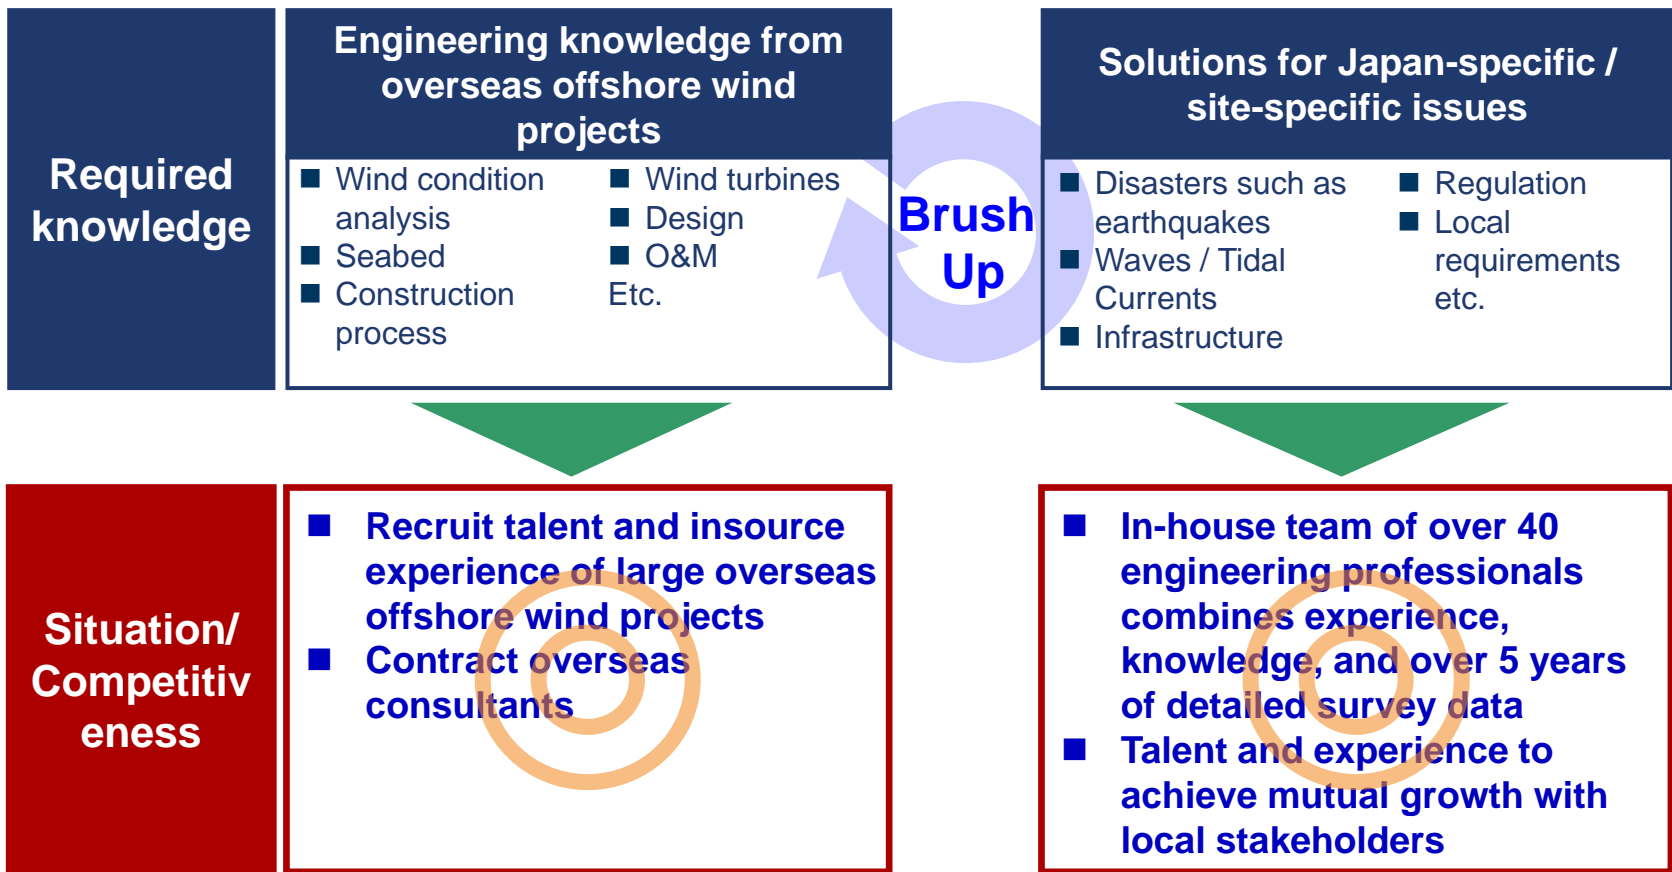 Required
knowledge
Engineering knowledge from
overseas offshore wind
projects
■ Wind condition
analysis
■ Seabed
■ Construction
process
■ Wind turbines
■ Design
■ O&M
Etc.
Brush
Up
Solutions for Japan-specific /
site-specific issues
■ Disasters such as
earthquakes
■ Waves / Tidal
Currents
■ Infrastructure
■ Regulation
■ Local
requirements
etc.
Situation/
Competitiv
eness
■ Recruit talent and insource
experience of large overseas
offshore wind projects
■ Contract overseas
consultants
■ In-house team of over 40
engineering professionals
combines experience,
knowledge, and over 5 years
of detailed survey data
■ Talent and experience to
achieve mutual growth with
local stakeholders